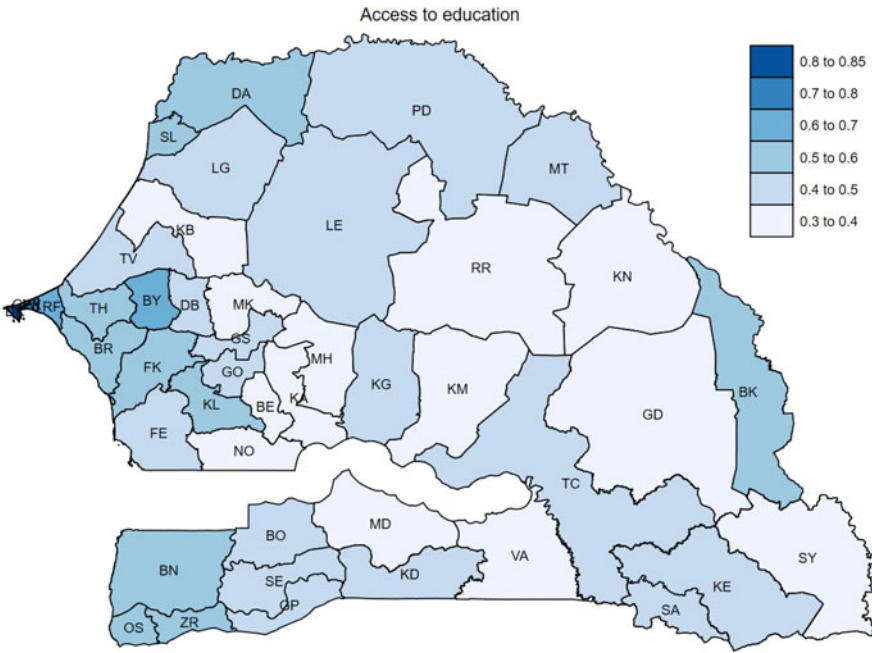 Access to education
0.8 to 0.85
0.7 to 0.8
0.6 to 0.7
0.5 to 0.6
0.4 to 0.5
0.3 to 0.4
DA
PD
SL
LG
MT
LE
KB
TV
RR
KN
RF
TH
BY
DB
MK
GS
BR
FK
GO
MH
KG
KM
BK
KL
BE
KA
GD
FE
NO
TC
BO
MD
VA
SY
BN
SE
KD
KE
GP
SA
OS
ZR